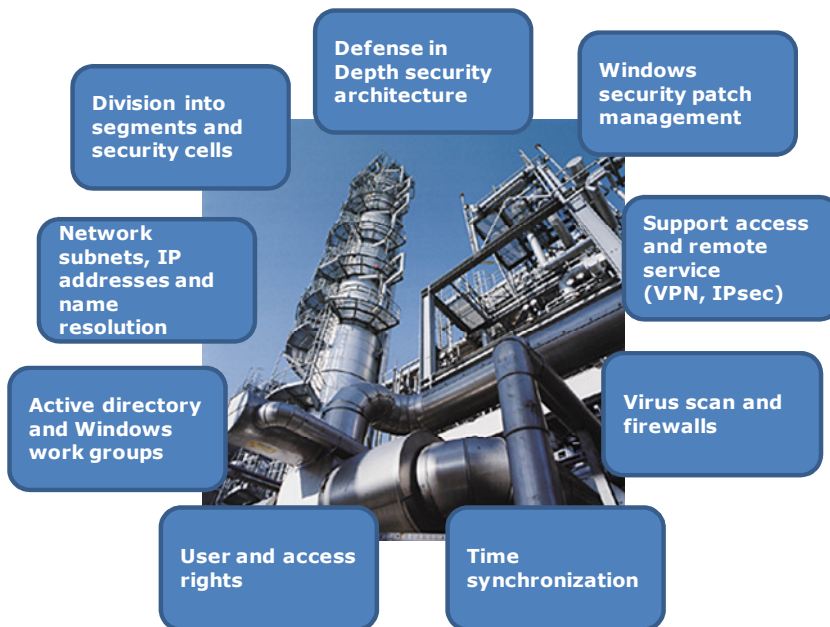 Defense in
Depth security
architecture
Windows
security patch
management
Division into
segments and
security cells
Support access
and remote
service
(VPN, IPsec)
Network
subnets, IP
addresses and
name
resolution
Virus scan and
firewalls
Active directory
and Windows
work groups
User and access
rights
Time
synchronization